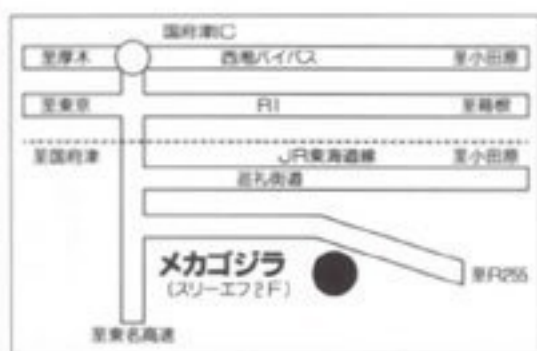 国府津IC
至厚木 西湘バイパス 至小田原
至東京 R1 至箱根
至国府津 JR東海道線 至小田原
巡礼街道
メカゴジラ
(スリーエフ2F)
至R255
至東名高速